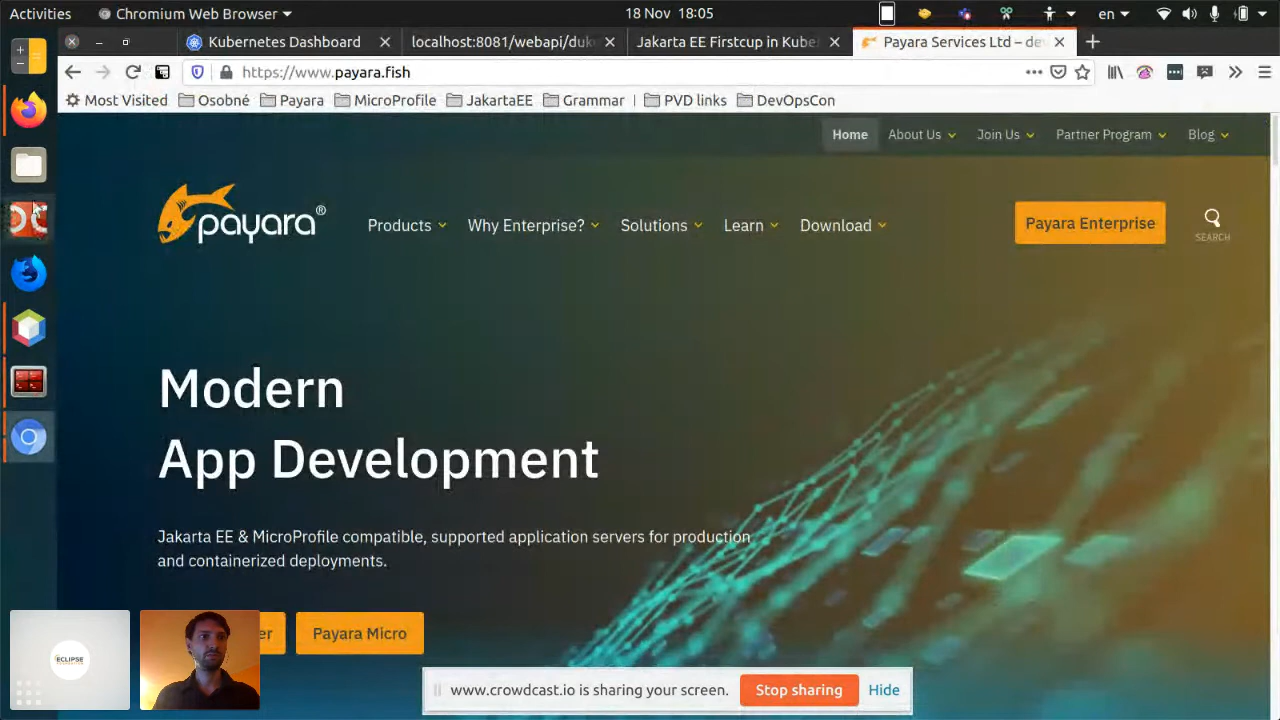 Activities
Chromium Web Browser
18 Nov 18:05
en
Kubernetes Dashboard
localhost:8081/webapi/duk
Jakarta EE Firstcup in Kube
Payara Services Ltd – de
https://www.payara.fish
Most Visited
Osobné
Payara
MicroProfile
JakartaEE
Grammar
PVD links
DevOpsCon
Home
About Us
Join Us
Partner Program
Blog
payara®
Products
Why Enterprise?
Solutions
Learn
Download
Payara Enterprise
SEARCH
Modern
App Development
Jakarta EE & MicroProfile compatible, supported application servers for production
and containerized deployments.
er
Payara Micro
ECLIPSE
FOUNDATION
www.crowdcast.io is sharing your screen.
Stop sharing
Hide